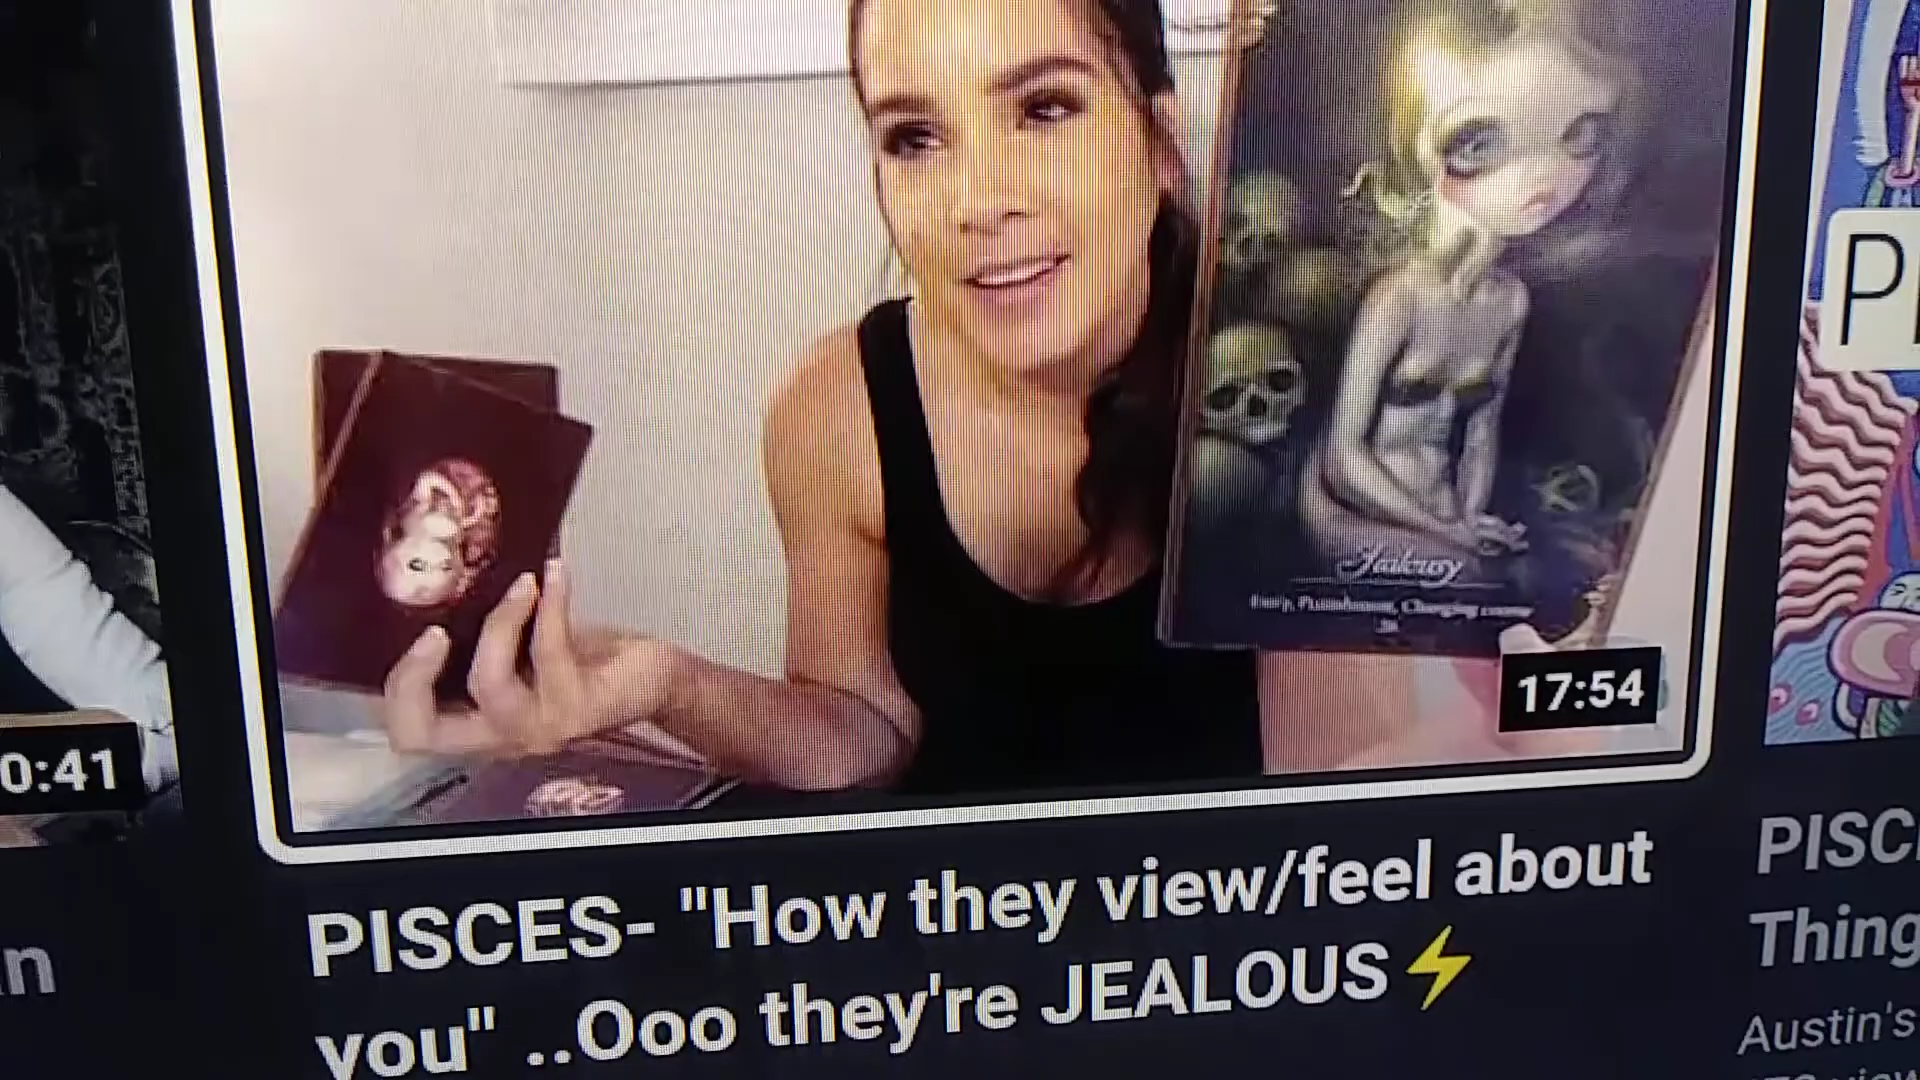 P
Jealousy
17:54
0:41
PISCES- "How they view/feel about
you" ..Ooo they're JEALOUS⚡
an
PISC
Thing
Austin's